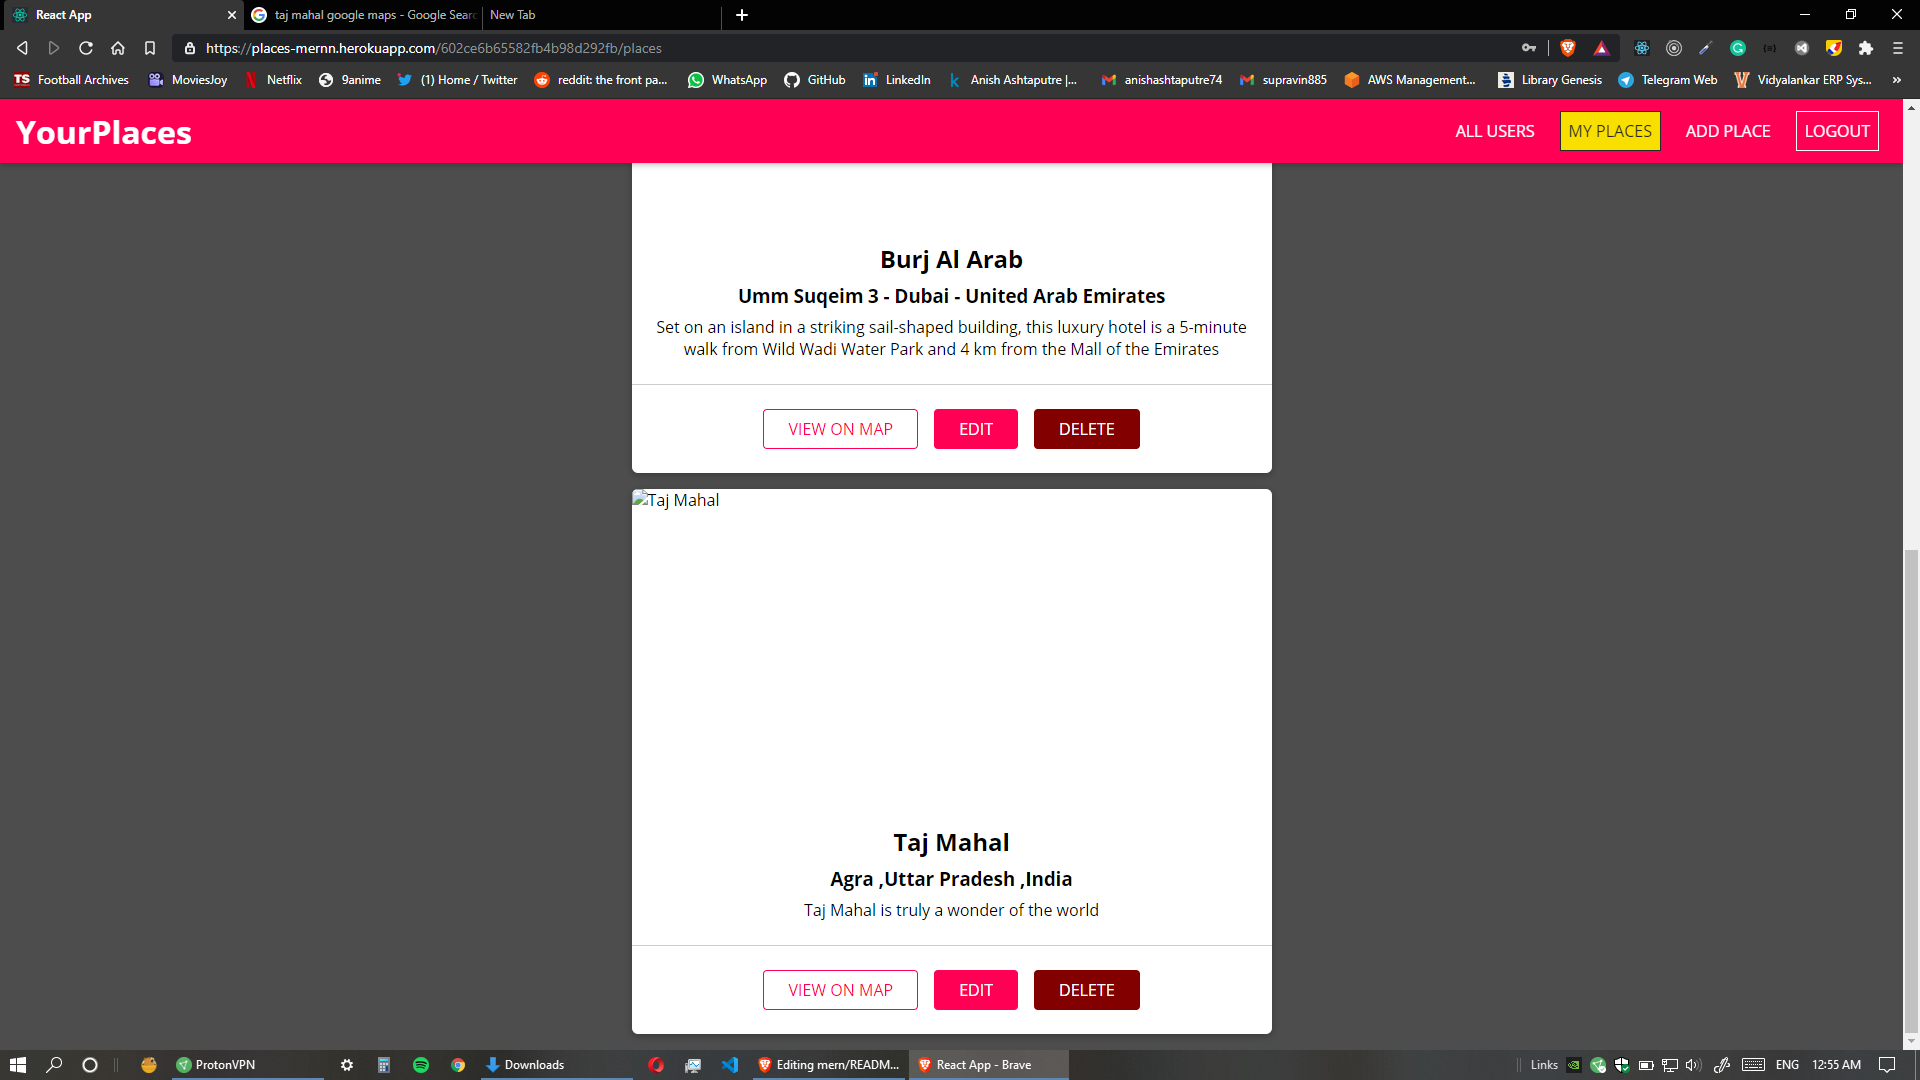 React App
taj mahal google maps - Google Sear
New Tab
https://places-mernn.herokuapp.com/602ce6b65582fb4b98d292fb/places
TS Football Archives
MoviesJoy
Netflix
9anime
(1) Home / Twitter
reddit: the front pa...
WhatsApp
GitHub
LinkedIn
Anish Ashtaputre |...
anishashtaputre74
supravin885
AWS Management...
Library Genesis
Telegram Web
Vidyalankar ERP Sys...
YourPlaces
ALL USERS
MY PLACES
ADD PLACE
LOGOUT
Burj Al Arab
Umm Suqeim 3 - Dubai - United Arab Emirates
Set on an island in a striking sail-shaped building, this luxury hotel is a 5-minute
walk from Wild Wadi Water Park and 4 km from the Mall of the Emirates
VIEW ON MAP
EDIT
DELETE
Taj Mahal
Taj Mahal
Agra ,Uttar Pradesh ,India
Taj Mahal is truly a wonder of the world
VIEW ON MAP
EDIT
DELETE
ProtonVPN
Downloads
Editing mern/READM...
React App - Brave
Links
ENG
12:55 AM